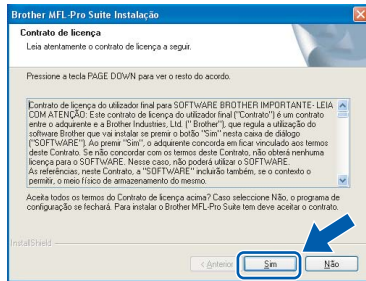 Brother MFL-Pro Suite Instalação
Contrato de licença
Leia atentamente o contrato de licença a seguir.
Pressione a tecla PAGE DOWN para ver o resto do acordo.
Contrato de licença do utilizador final para SOFTWARE BROTHER IMPORTANTE- LEIA
COM ATENÇÃO: Este contrato de licença do utilizador final ("Contrato") é um contrato
entre o adquirente e a Brother Industries, Ltd. ("Brother"), que regula a utilização do
software Brother que vai instalar se premir o botão "Sim" nesta caixa de diálogo
("SOFTWARE"). Ao premir "Sim", o adquirente concorda em ficar vinculado aos termos
deste Contrato. Se não concordar com os termos deste Contrato, não obterá nenhuma
licença para o SOFTWARE. Nesse caso, não poderá utilizar o SOFTWARE.
As referências, neste Contrato, a "SOFTWARE" incluirão também, se o contexto o
permitir, o meio físico de armazenamento do mesmo.
Aceita todos os termos do Contrato de licença acima? Caso seleccione Não, o programa de
configuração se fechará. Para instalar o Brother MFL-Pro Suite tem deve aceitar o contrato.
InstallShield
< Anterior
Sim
Não